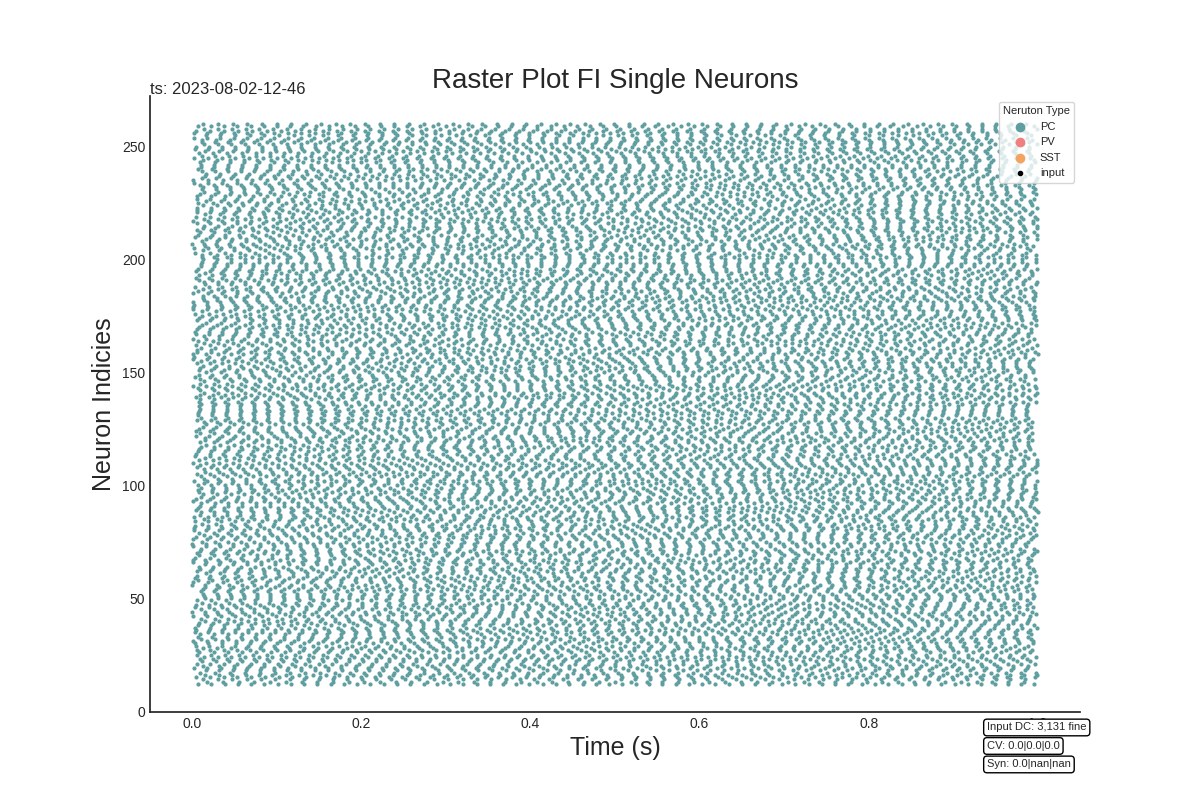 Raster Plot FI Single Neurons
ts: 2023-08-02-12-46
Neruton Type
PC
PV
SST
input
Neuron Indicies
250
200
150
100
50
0
0.0
0.2
0.4
0.6
0.8
Time (s)
Input DC: 3,131 fine
CV: 0.0|0.0|0.0
Syn: 0.0|nan|nan